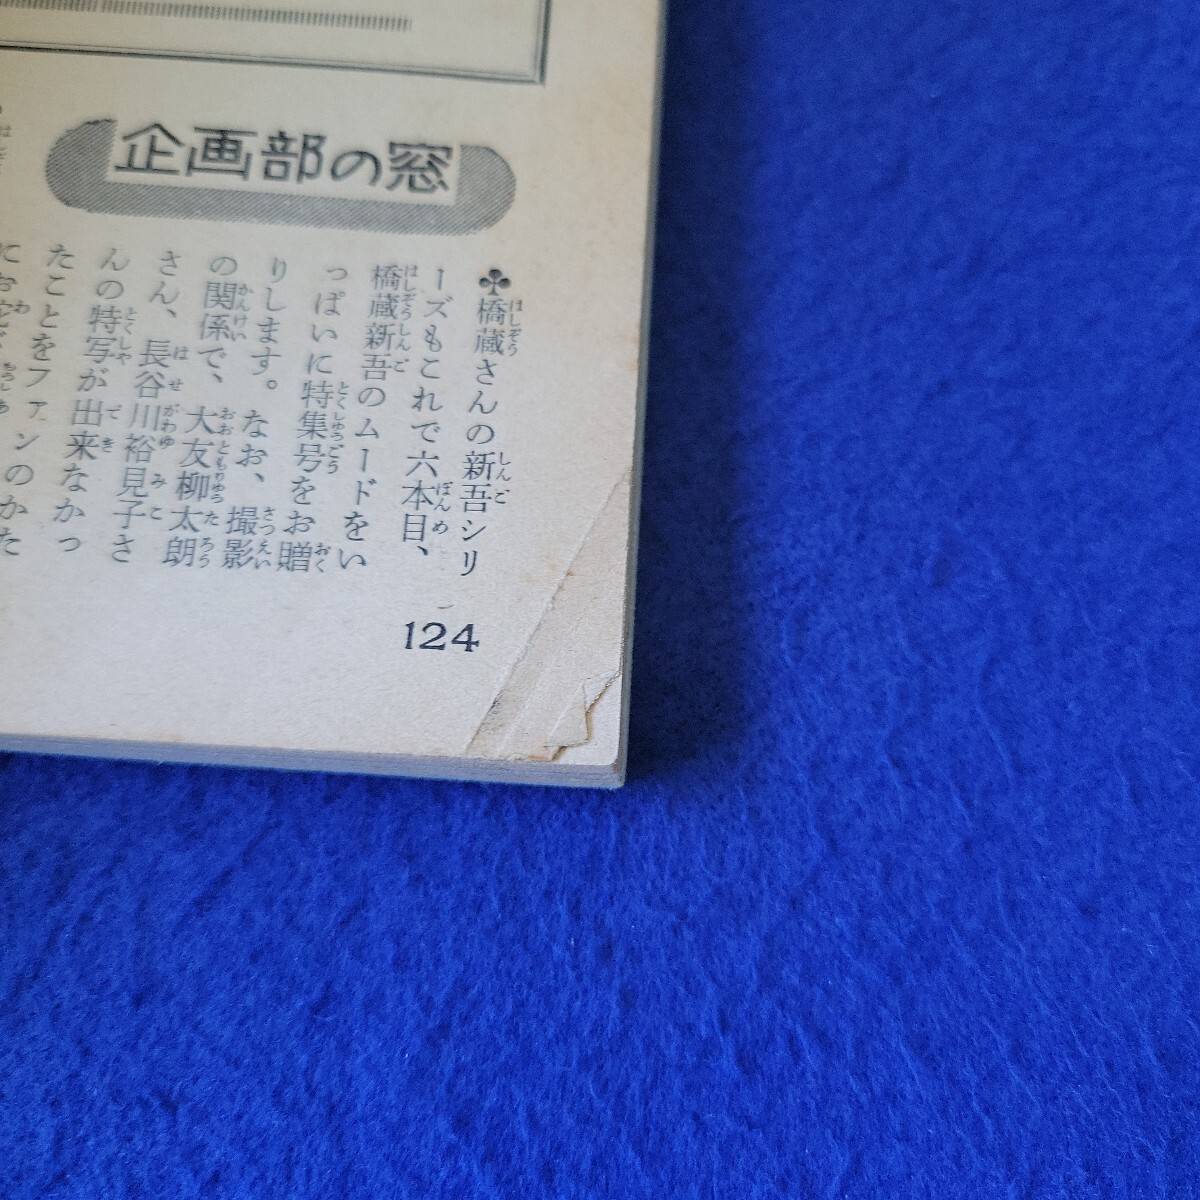 企画部の窓
♣橋蔵さんの新吾シリ
ーズもこれで六本目、
橋蔵新吾のムードをい
っぱいに特集号をお贈
りします。なお、撮影
の関係で、大友柳太朗
さん、長谷川裕見子さ
んの特写が出来なかっ
たことをファンのかた
にお
124